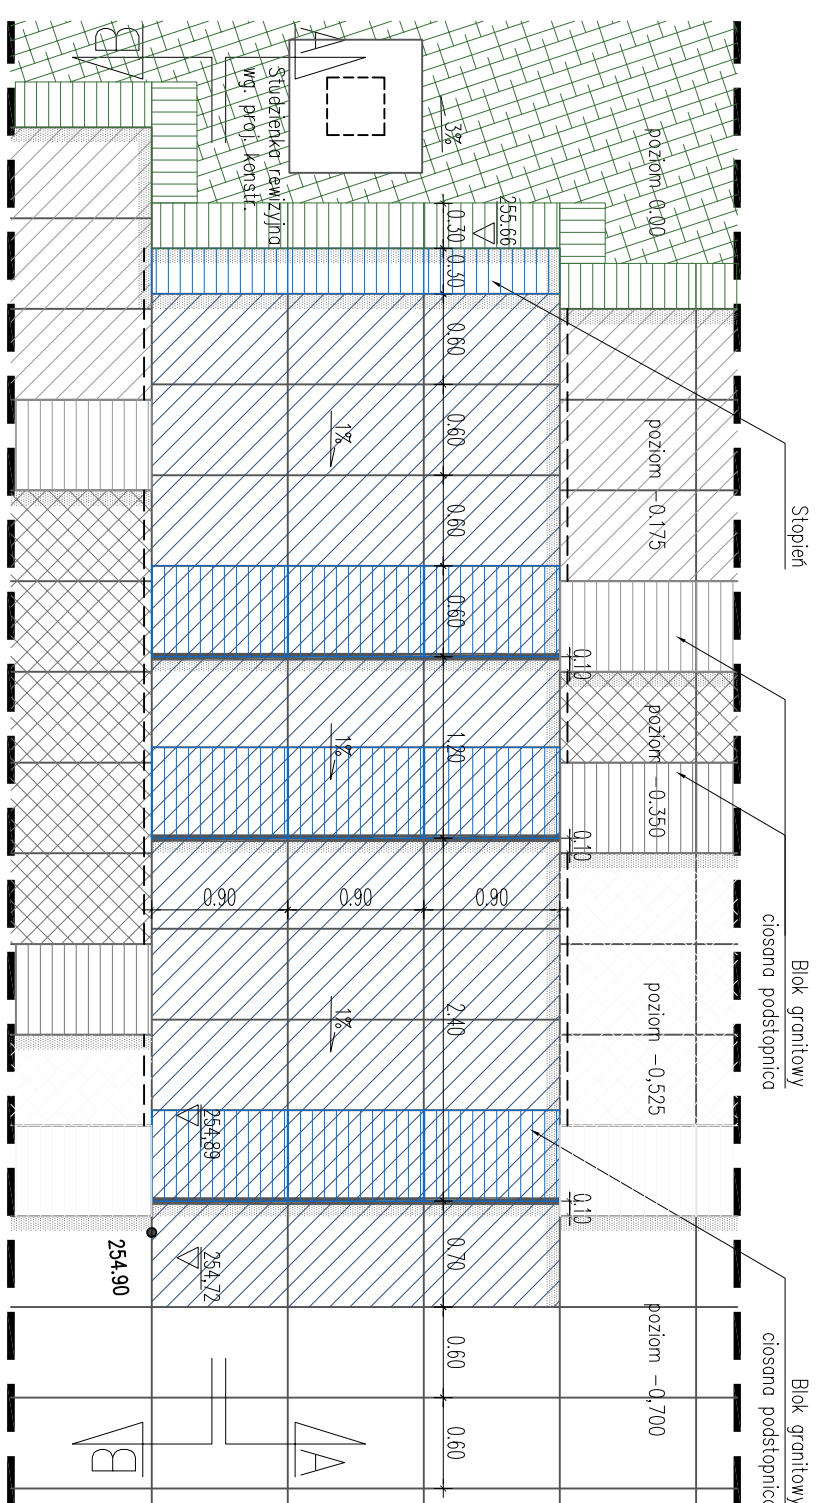 Stopień
Blok granitowy
ciosana podstopnica
Blok granitowy
ciosana podstopnica
poziom 0.00
poziom -0.175
poziom -0.350
poziom -0,525
poziom -0,700
0.10
0.10
0.10
255.66
3%
0.30
0.30
0.60
0.60
0.60
0.60
1.20
2.40
0.70
0.60
0.60
0.90
0.90
0.90
1%
1%
1%
A
A
Studzienka rewizyjna
wg. proj. konstr.
254,89
254,72
B
B
254.90